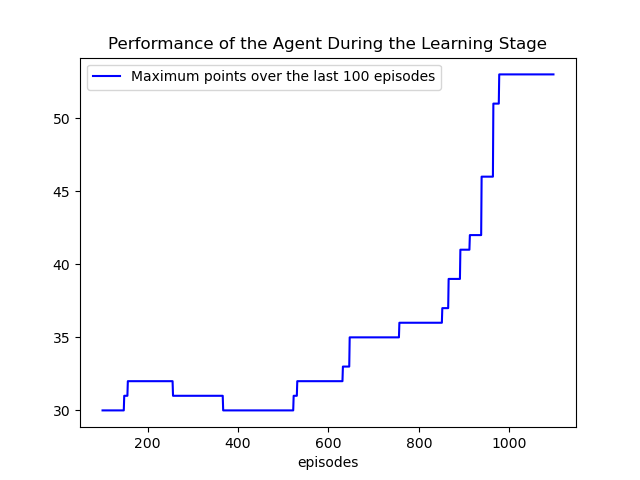 Performance of the Agent During the Learning Stage
Maximum points over the last 100 episodes
50
45
40
35
30
200 400 600 800 1000
episodes